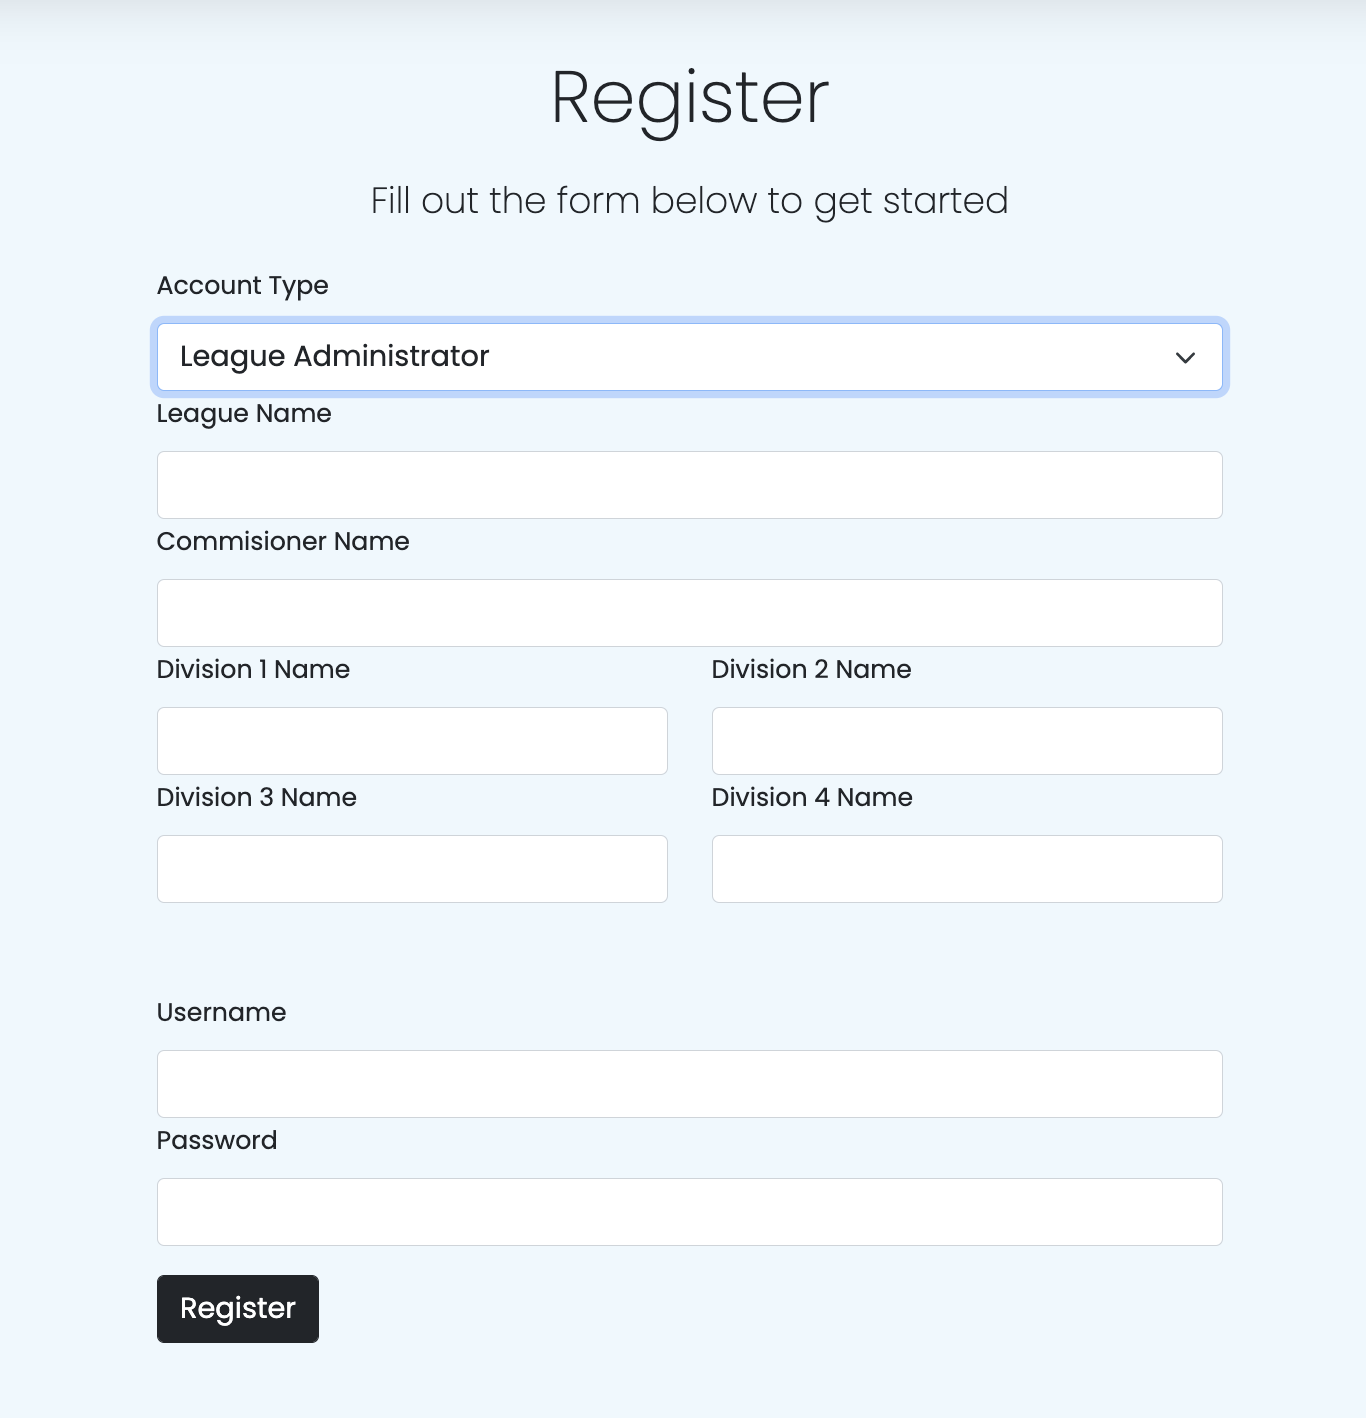 Register
Fill out the form below to get started
Account Type
League Administrator
League Name
Commisioner Name
Division 1 Name
Division 2 Name
Division 3 Name
Division 4 Name
Username
Password
Register